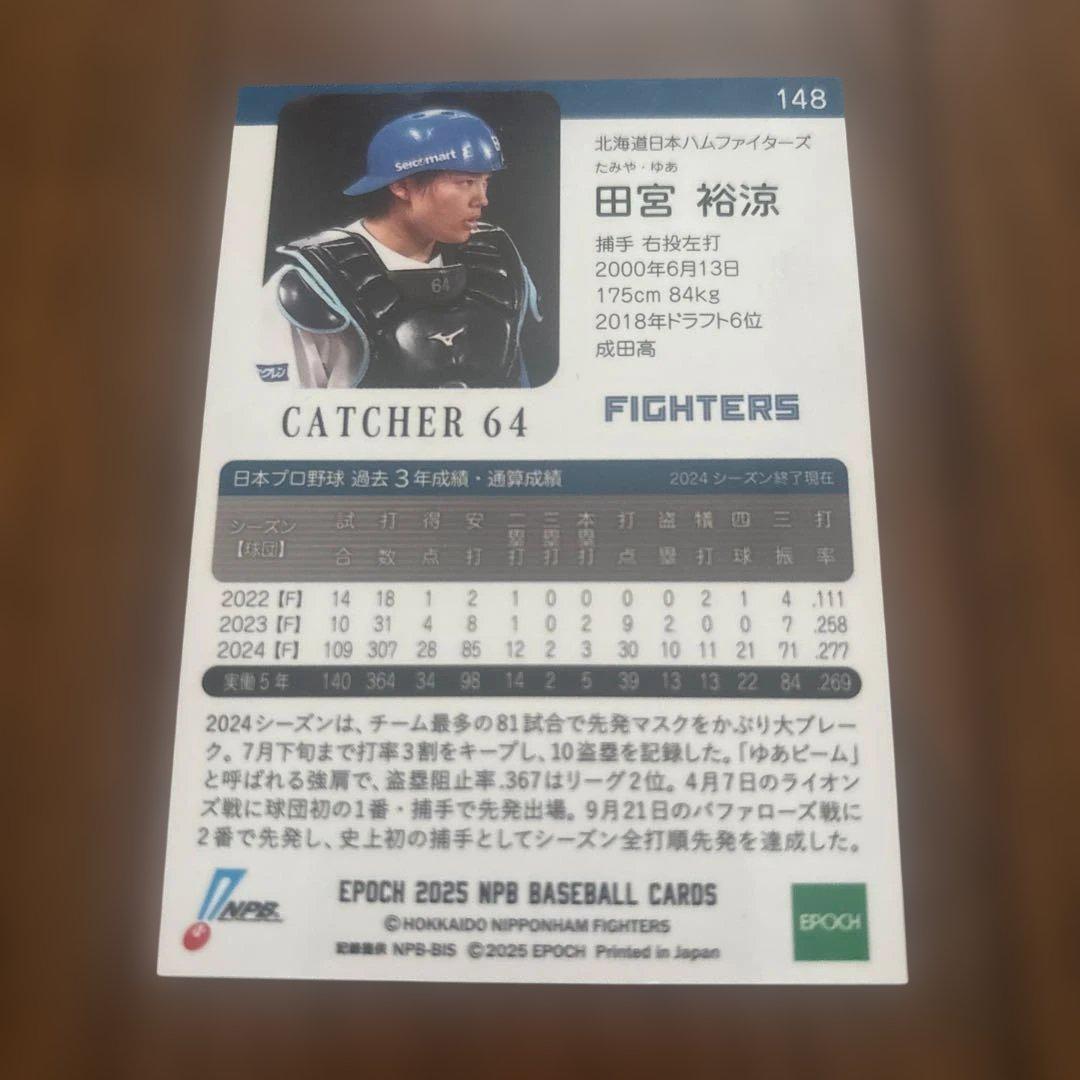 148
Seicomart
64
クレン
北海道日本ハムファイターズ
たみや・ゆあ
田宮 裕涼
捕手 右投左打
2000年6月13日
175cm 84kg
2018年ドラフト6位
成田高
CATCHER 64
FIGHTERS
日本プロ野球 過去3年成績・通算成績 2024シーズン終了現在
シーズン【球団】 試合 打数 得点 安打 二塁打 三塁打 本塁打 打点 盗塁 犠打 四球 三振 打率
2022【F】 14 18 1 2 1 0 0 0 0 2 1 4 .111
2023【F】 10 31 4 8 1 0 2 9 2 0 0 7 .258
2024【F】 109 307 28 85 12 2 3 30 10 11 21 71 .277
実働5年 140 364 34 98 14 2 5 39 13 13 22 84 .269
2024シーズンは、チーム最多の81試合で先発マスクをかぶり大ブレー
ク。7月下旬まで打率3割をキープし、10盗塁を記録した。「ゆあビーム」
と呼ばれる強肩で、盗塁阻止率.367はリーグ2位。4月7日のライオン
ズ戦に球団初の1番・捕手で先発出場。9月21日のバファローズ戦に
2番で先発し、史上初の捕手としてシーズン全打順先発を達成した。
NPB
EPOCH 2025 NPB BASEBALL CARDS
©HOKKAIDO NIPPONHAM FIGHTERS
記録提供 NPB-BIS ©2025 EPOCH Printed in Japan
EPOCH